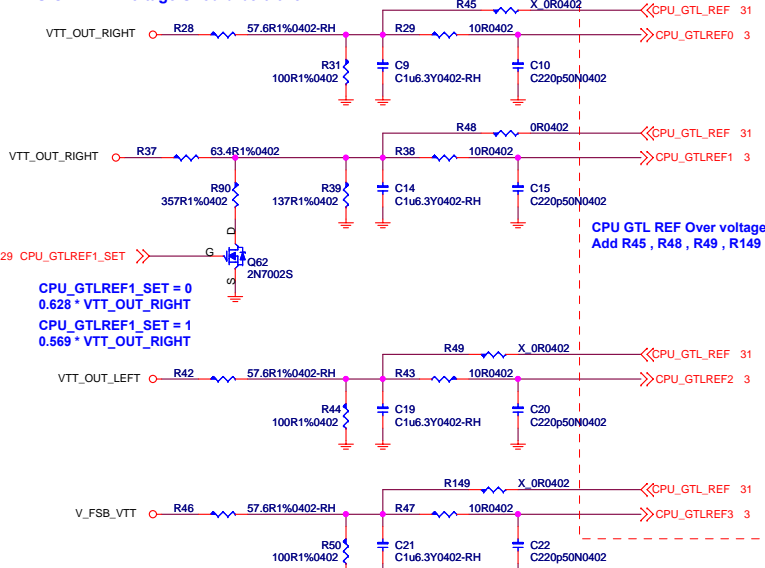 R45 X_0R0402 CPU_GTL_REF 31
VTT_OUT_RIGHT R28 57.6R1%0402-RH R29 10R0402 CPU_GTLREF0 3
R31 C9 C10
100R1%0402 C1u6.3Y0402-RH C220p50N0402
R48 0R0402 CPU_GTL_REF 31
VTT_OUT_RIGHT R37 63.4R1%0402 R38 10R0402 CPU_GTLREF1 3
R90 R39 C14 C15
357R1%0402 137R1%0402 C1u6.3Y0402-RH C220p50N0402
CPU GTL REF Over voltage
Add R45 , R48 , R49 , R149
D
29 CPU_GTLREF1_SET G Q62
2N7002S
S
CPU_GTLREF1_SET = 0
0.628 * VTT_OUT_RIGHT
CPU_GTLREF1_SET = 1
0.569 * VTT_OUT_RIGHT
R49 X_0R0402 CPU_GTL_REF 31
VTT_OUT_LEFT R42 57.6R1%0402-RH R43 10R0402 CPU_GTLREF2 3
R44 C19 C20
100R1%0402 C1u6.3Y0402-RH C220p50N0402
R149 X_0R0402 CPU_GTL_REF 31
V_FSB_VTT R46 57.6R1%0402-RH R47 10R0402 CPU_GTLREF3 3
R50 C21 C22
100R1%0402 C1u6.3Y0402-RH C220p50N0402